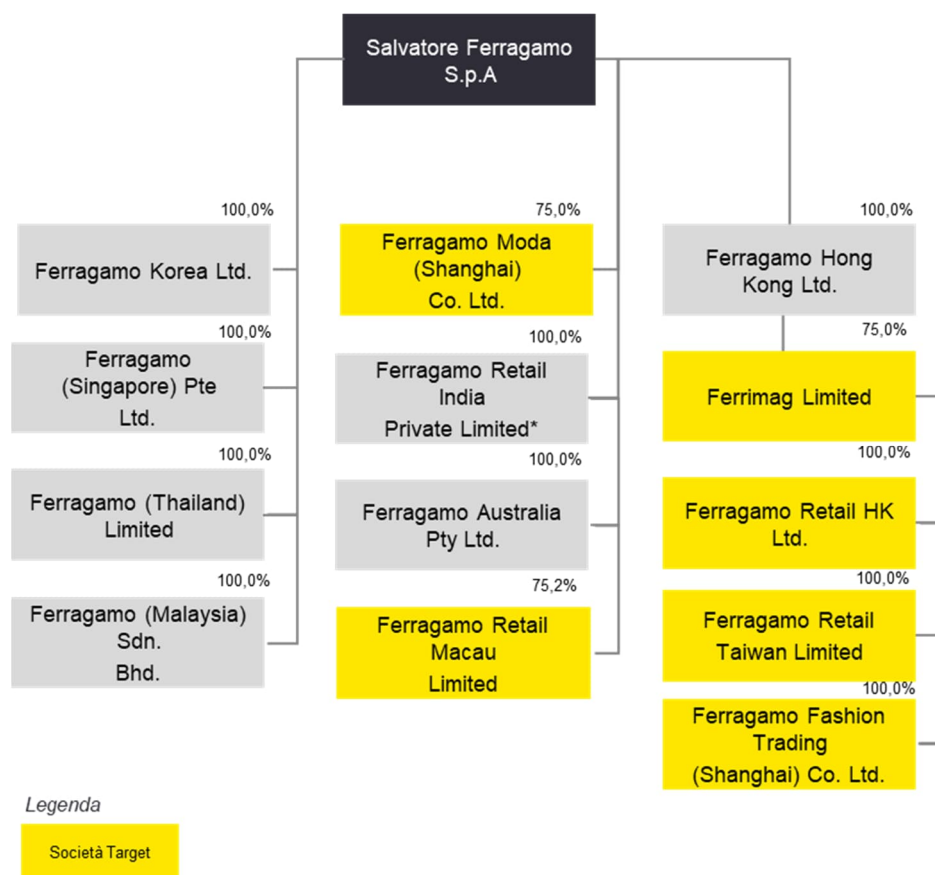 Salvatore Ferragamo
S.p.A
100,0%
Ferragamo Korea Ltd.
100,0%
Ferragamo
(Singapore) Pte
Ltd.
100,0%
Ferragamo (Thailand)
Limited
100,0%
Ferragamo (Malaysia)
Sdn.
Bhd.
75,0%
Ferragamo Moda
(Shanghai)
Co. Ltd.
100,0%
Ferragamo Retail
India
Private Limited*
100,0%
Ferragamo Australia
Pty Ltd.
75,2%
Ferragamo Retail
Macau
Limited
100,0%
Ferragamo Hong
Kong Ltd.
75,0%
Ferrimag Limited
100,0%
Ferragamo Retail HK
Ltd.
100,0%
Ferragamo Retail
Taiwan Limited
100,0%
Ferragamo Fashion
Trading
(Shanghai) Co. Ltd.
Legenda
Società Target